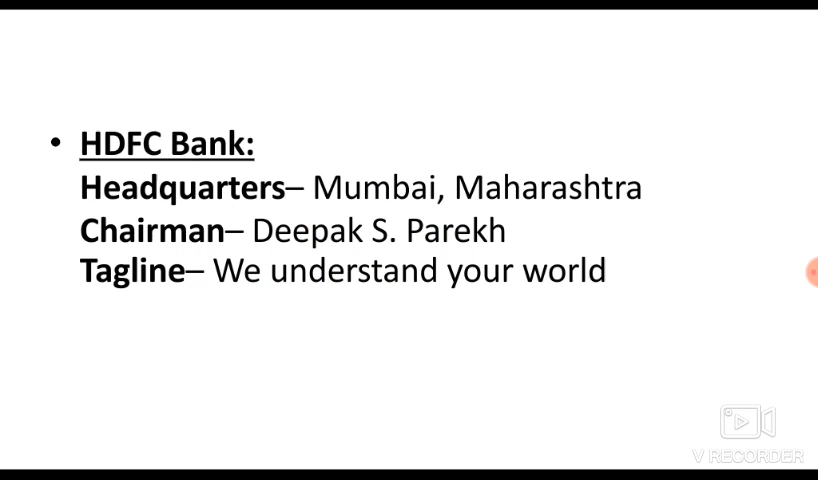 • HDFC Bank:
Headquarters– Mumbai, Maharashtra
Chairman– Deepak S. Parekh
Tagline– We understand your world
V RECORDER